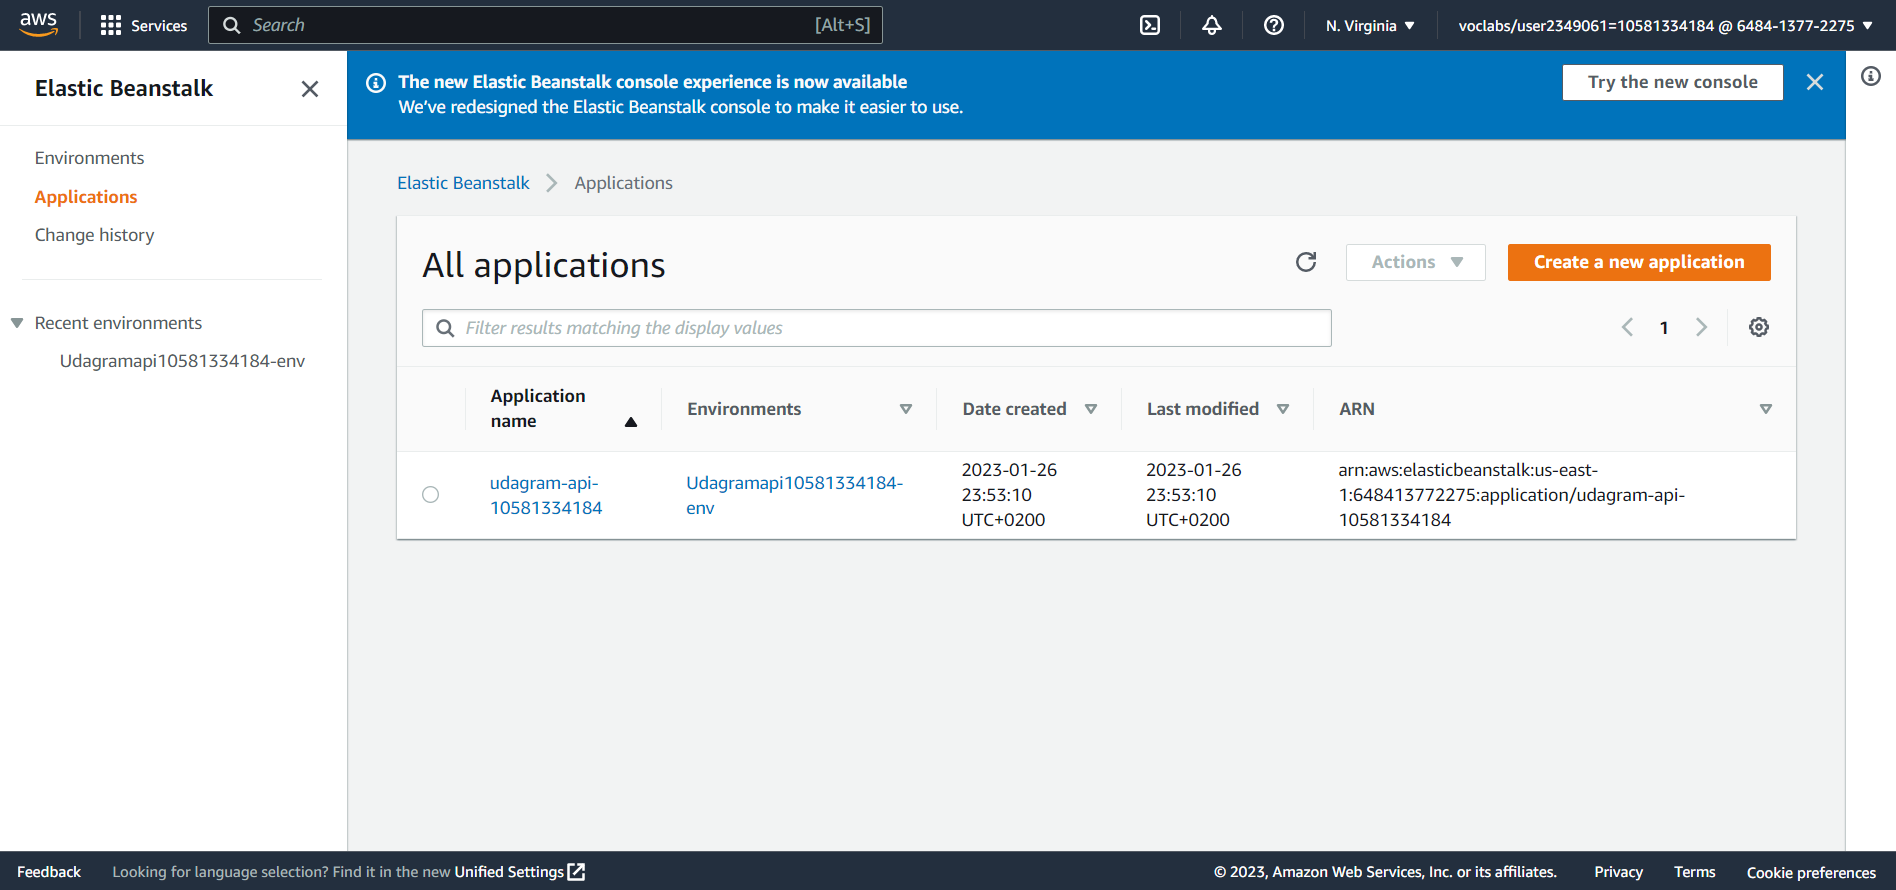 aws
Services
Search
[Alt+S]
N. Virginia
voclabs/user2349061=10581334184 @ 6484-1377-2275
Elastic Beanstalk
Environments
Applications
Change history
Recent environments
Udagramapi10581334184-env
The new Elastic Beanstalk console experience is now available
We've redesigned the Elastic Beanstalk console to make it easier to use.
Try the new console
Elastic Beanstalk
Applications
All applications
Actions
Create a new application
Filter results matching the display values
1
Application
name
Environments
Date created
Last modified
ARN
udagram-api-
10581334184
Udagramapi10581334184-
env
2023-01-26
23:53:10
UTC+0200
2023-01-26
23:53:10
UTC+0200
arn:aws:elasticbeanstalk:us-east-
1:648413772275:application/udagram-api-
10581334184
Feedback
Looking for language selection? Find it in the new Unified Settings
© 2023, Amazon Web Services, Inc. or its affiliates.
Privacy
Terms
Cookie preferences